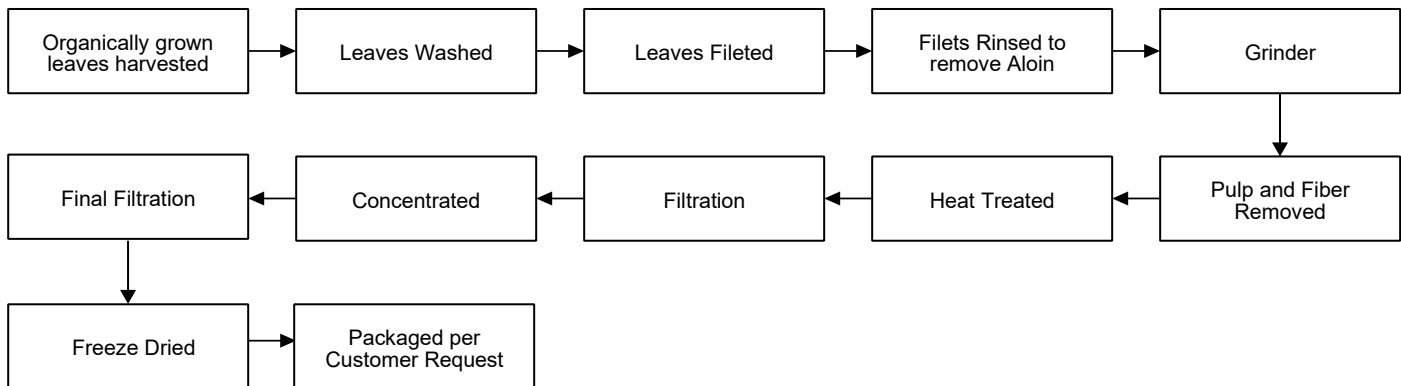 Organically grown
leaves harvested
Leaves Washed
Leaves Fileted
Filets Rinsed to
remove Aloin
Grinder
Pulp and Fiber
Removed
Heat Treated
Filtration
Concentrated
Final Filtration
Freeze Dried
Packaged per
Customer Request